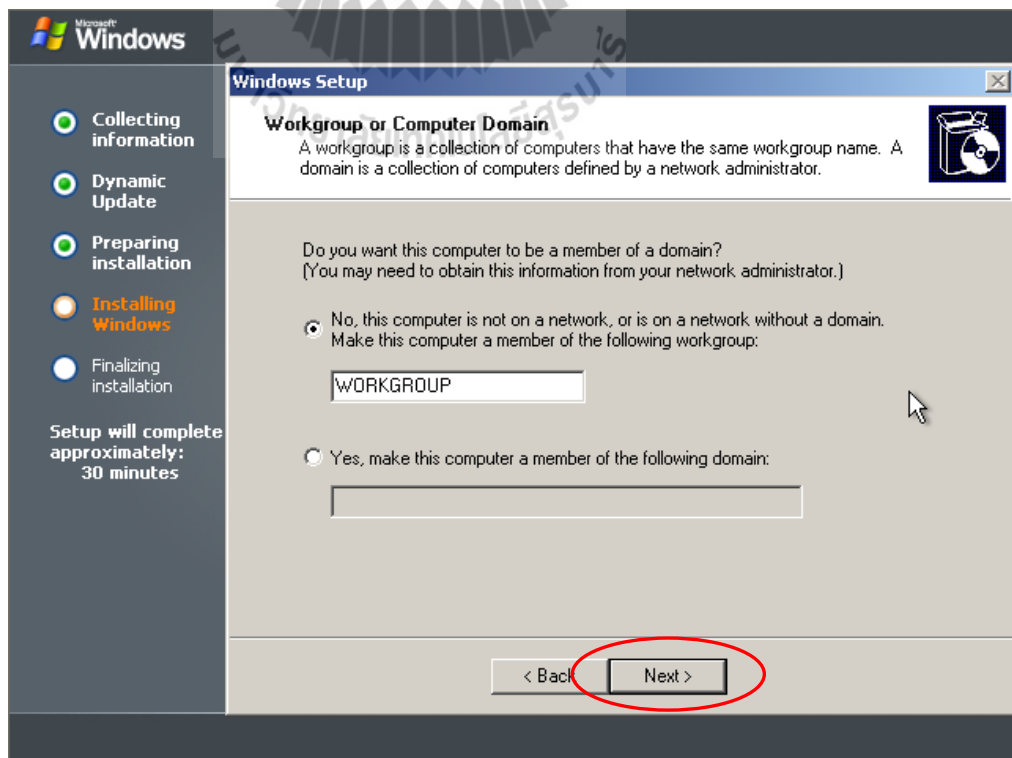 Microsoft
Windows
Collecting
information
Dynamic
Update
Preparing
installation
Installing
Windows
Finalizing
installation
Setup will complete
approximately:
30 minutes
Windows Setup
Workgroup or Computer Domain
A workgroup is a collection of computers that have the same workgroup name. A
domain is a collection of computers defined by a network administrator.
Do you want this computer to be a member of a domain?
(You may need to obtain this information from your network administrator.)
No, this computer is not on a network, or is on a network without a domain.
Make this computer a member of the following workgroup:
WORKGROUP
Yes, make this computer a member of the following domain:
< Back
Next >